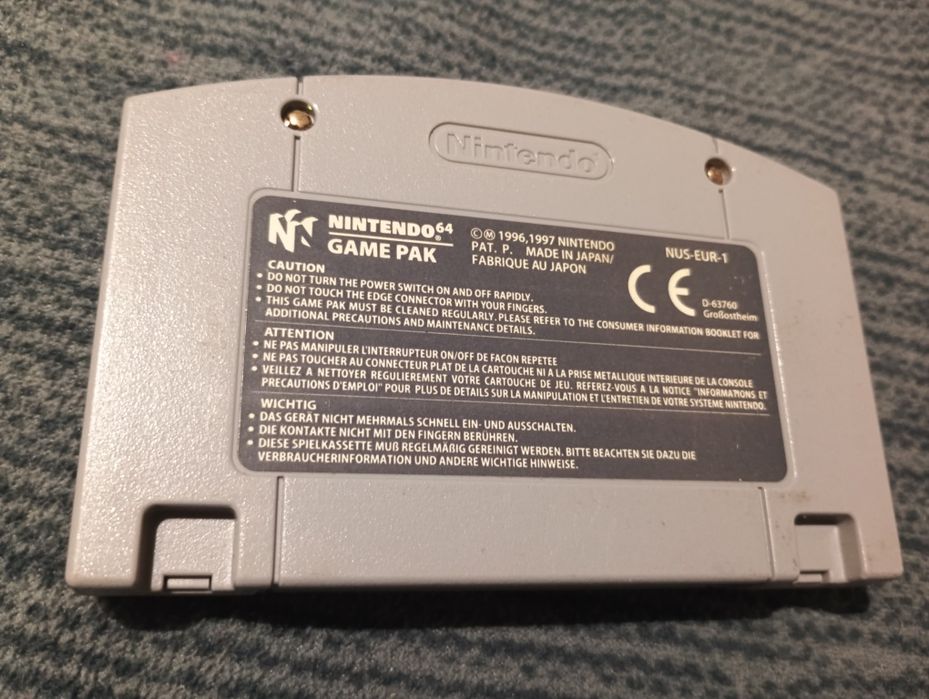 Nintendo®
NINTENDO64®
GAME PAK
©Ⓜ 1996,1997 NINTENDO
PAT. P. MADE IN JAPAN/
FABRIQUE AU JAPON
NUS-EUR-1
CE
D-63760
Großostheim
CAUTION
• DO NOT TURN THE POWER SWITCH ON AND OFF RAPIDLY.
• DO NOT TOUCH THE EDGE CONNECTOR WITH YOUR FINGERS.
• THIS GAME PAK MUST BE CLEANED REGULARLY. PLEASE REFER TO THE CONSUMER INFORMATION BOOKLET FOR
ADDITIONAL PRECAUTIONS AND MAINTENANCE DETAILS.
ATTENTION
• NE PAS MANIPULER L'INTERRUPTEUR ON/OFF DE FACON REPETEE
• NE PAS TOUCHER AU CONNECTEUR PLAT DE LA CARTOUCHE NI A LA PRISE METALLIQUE INTERIEURE DE LA CONSOLE
• VEILLEZ A NETTOYER REGULIEREMENT VOTRE CARTOUCHE DE JEU. REFEREZ-VOUS A LA NOTICE "INFORMATIONS ET
PRECAUTIONS D'EMPLOI" POUR PLUS DE DETAILS SUR LA MANIPULATION ET L'ENTRETIEN DE VOTRE SYSTEME NINTENDO.
WICHTIG
• DAS GERÄT NICHT MEHRMALS SCHNELL EIN- UND AUSSCHALTEN.
• DIE KONTAKTE NICHT MIT DEN FINGERN BERÜHREN.
• DIESE SPIELKASSETTE MUß REGELMÄßIG GEREINIGT WERDEN. BITTE BEACHTEN SIE DAZU DIE
VERBRAUCHERINFORMATION UND ANDERE WICHTIGE HINWEISE.